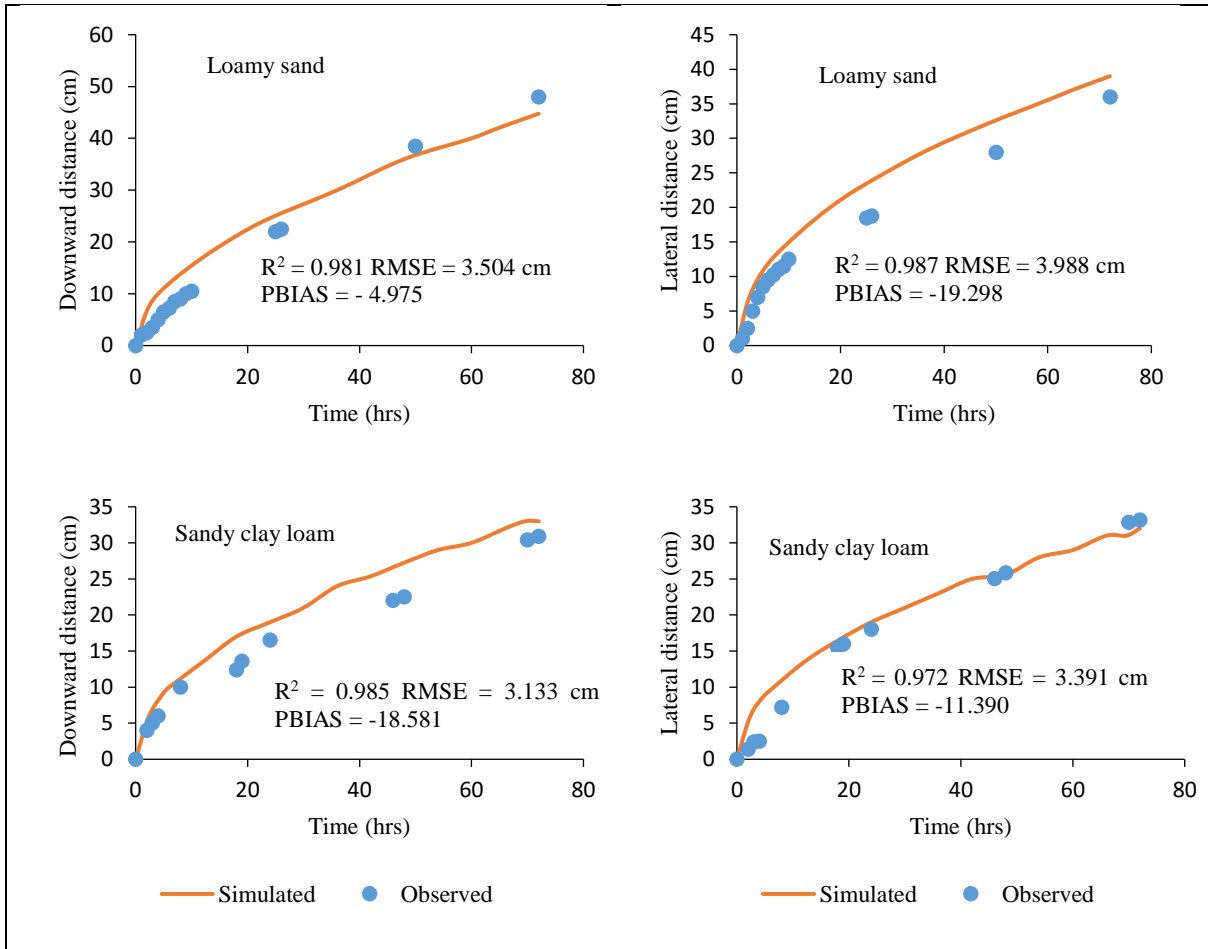 Loamy sand
Downward distance (cm)
60
50
40
30
20
10
0
R² = 0.981 RMSE = 3.504 cm
PBIAS = - 4.975
0 20 40 60 80
Time (hrs)
Loamy sand
Lateral distance (cm)
45
40
35
30
25
20
15
10
5
0
R² = 0.987 RMSE = 3.988 cm
PBIAS = -19.298
0 20 40 60 80
Time (hrs)
Sandy clay loam
Downward distance (cm)
35
30
25
20
15
10
5
0
R² = 0.985 RMSE = 3.133 cm
PBIAS = -18.581
0 20 40 60 80
Time (hrs)
Sandy clay loam
Lateral distance (cm)
35
30
25
20
15
10
5
0
R² = 0.972 RMSE = 3.391 cm
PBIAS = -11.390
0 20 40 60 80
Time (hrs)
Simulated Observed